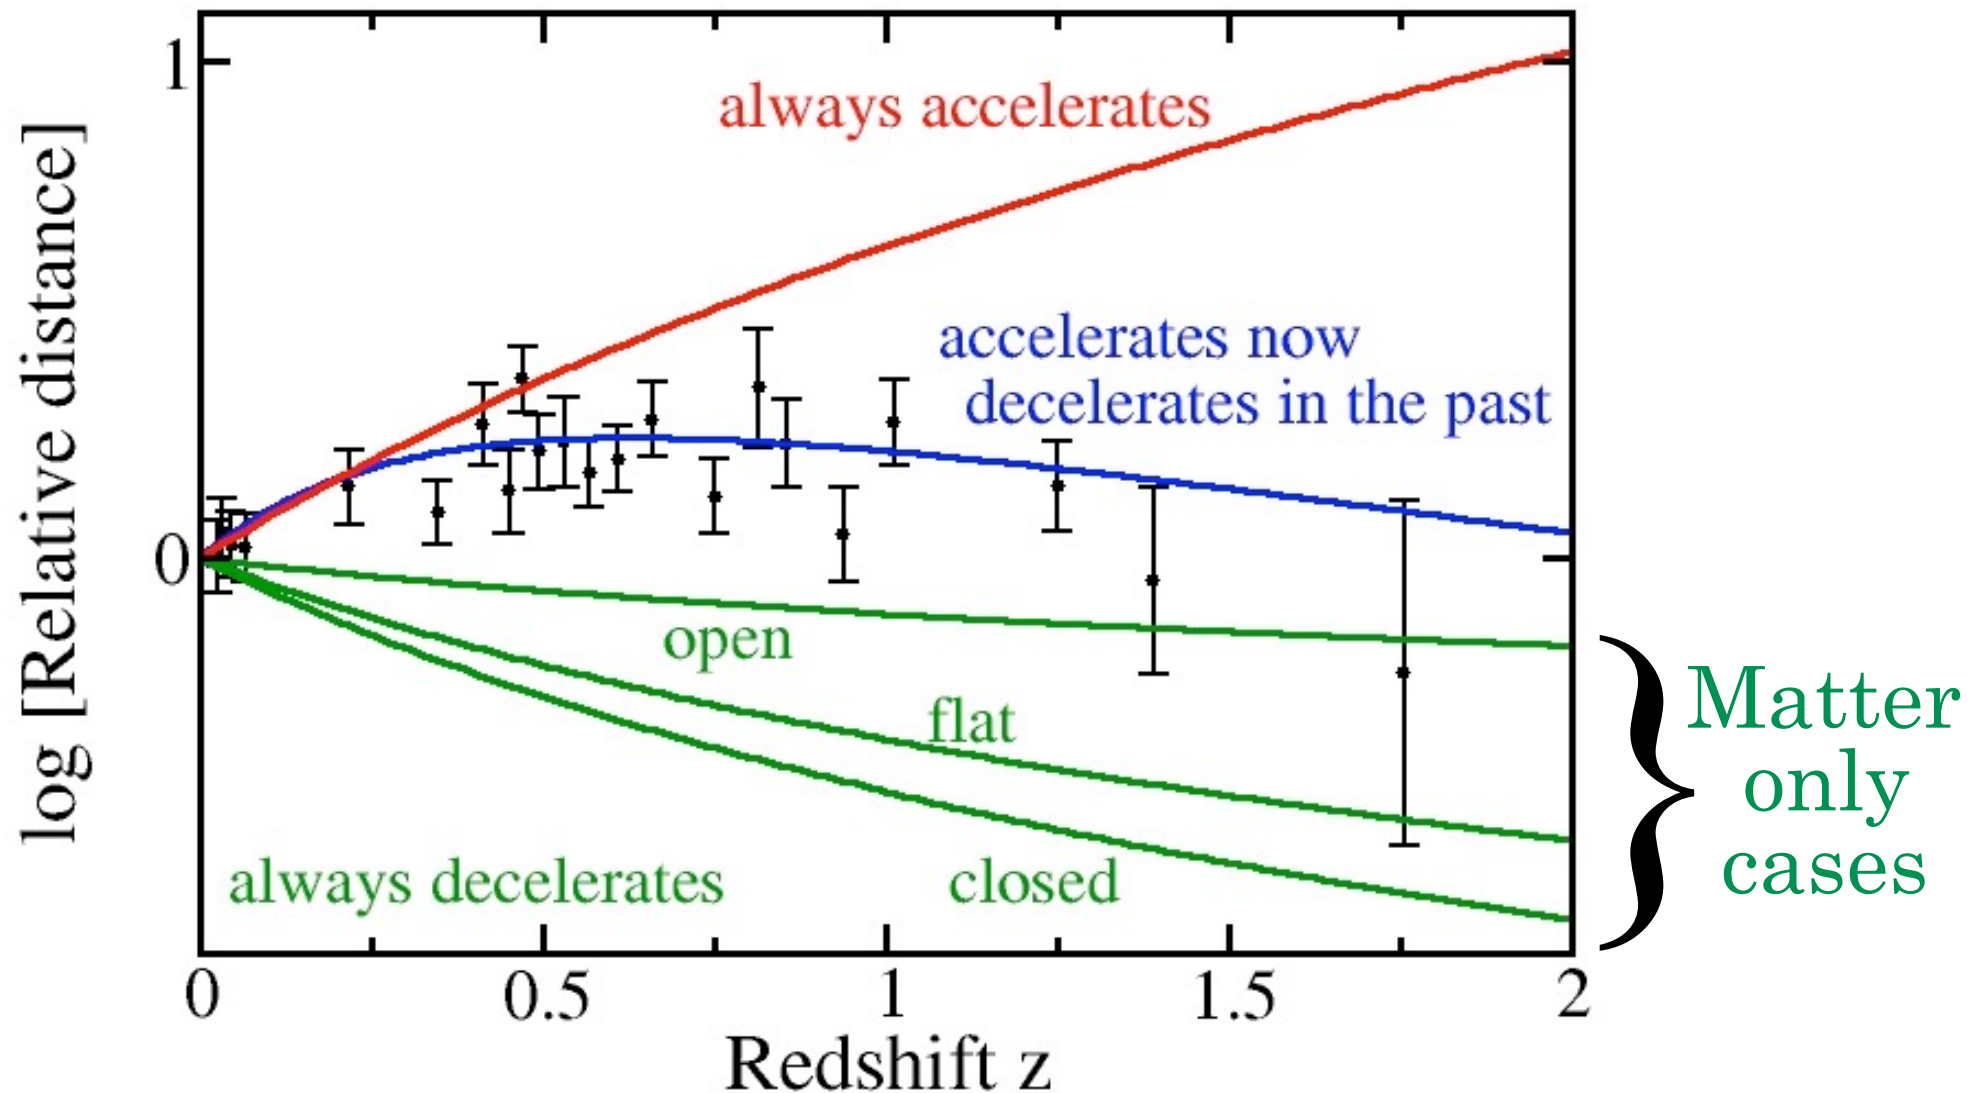 1
always accelerates
accelerates now
decelerates in the past
log [Relative distance]
0
open
flat
Matter
only
cases
always decelerates
closed
0
0.5
1
1.5
2
Redshift z